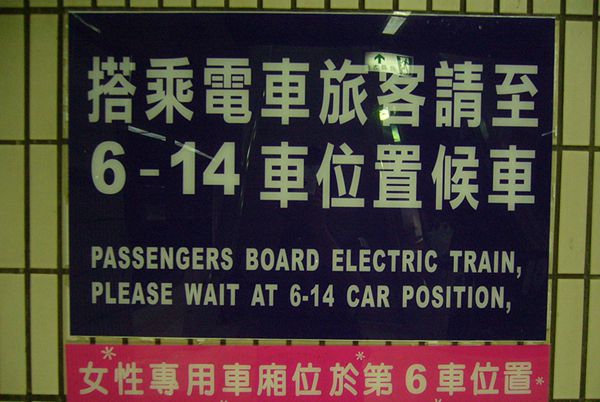 搭乘電車旅客請至
6-14車位置候車
PASSENGERS BOARD ELECTRIC TRAIN,
PLEASE WAIT AT 6-14 CAR POSITION,
女性專用車廂位於第6車位置